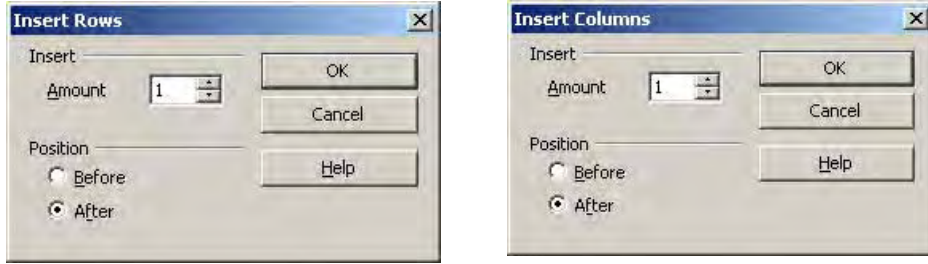 Insert Rows
Insert
Amount 1
OK
Cancel
Position
Before
After
Help
Insert Columns
Insert
Amount 1
OK
Cancel
Position
Before
After
Help